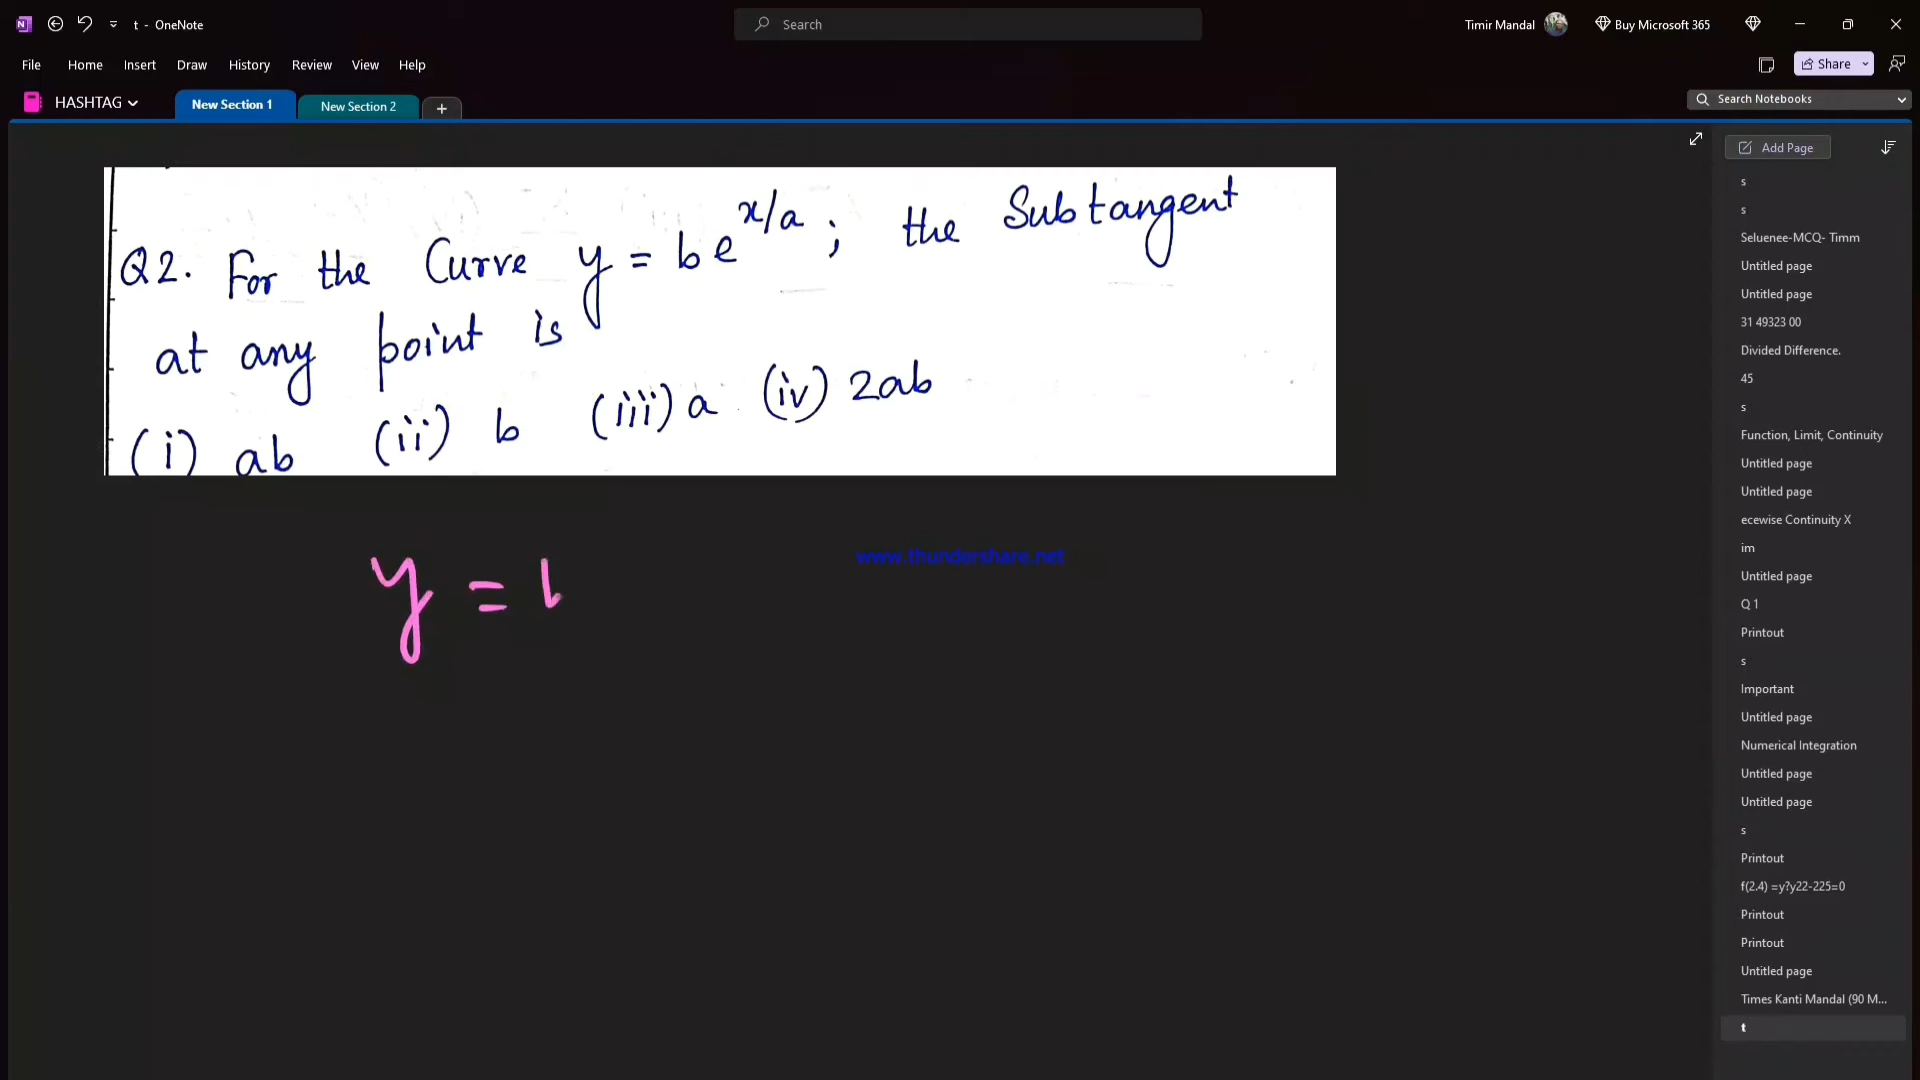 t - OneNote
Search
Timir Mandal
Buy Microsoft 365
File Home Insert Draw History Review View Help
Share
HASHTAG
New Section 1
New Section 2
+
Search Notebooks
Add Page
Q2. For the Curve y = be^x/a ; the Subtangent
at any point is
(i) ab (ii) b (iii) a (iv) 2ab
y =
www.thundershare.net
s
s
Seluenee-MCQ- Timm
Untitled page
Untitled page
31 49323 00
Divided Difference.
45
s
Function, Limit, Continuity
Untitled page
Untitled page
ecewise Continuity X
im
Untitled page
Q 1
Printout
s
Important
Untitled page
Numerical Integration
Untitled page
Untitled page
s
Printout
f(2.4) =y?y22-225=0
Printout
Printout
Untitled page
Times Kanti Mandal (90 M...
t